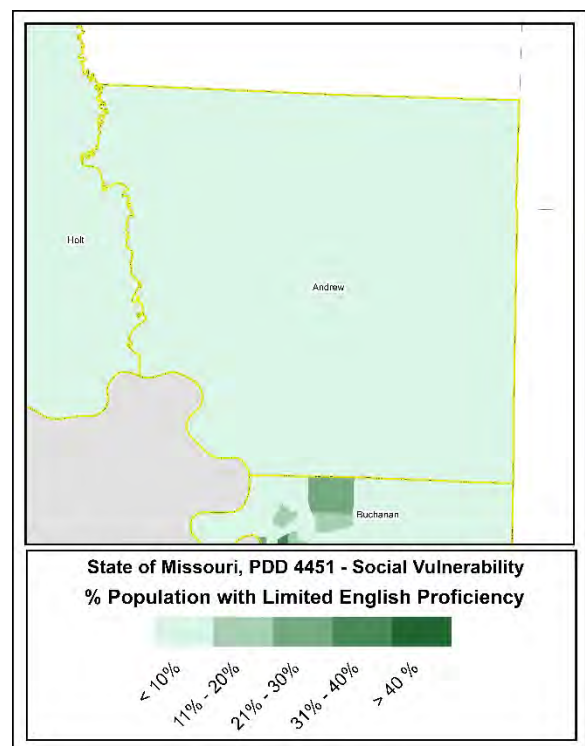 Holt
Andrew
Buchanan
State of Missouri, PDD 4451 - Social Vulnerability
% Population with Limited English Proficiency
< 10%
11% - 20%
21% - 30%
31% - 40%
> 40 %